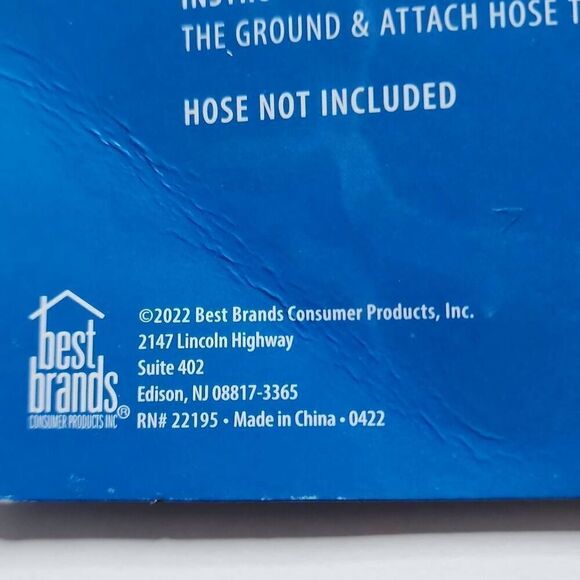 THE GROUND & ATTACH HOSE
HOSE NOT INCLUDED
©2022 Best Brands Consumer Products, Inc.
2147 Lincoln Highway
Suite 402
Edison, NJ 08817-3365
RN# 22195 • Made in China • 0422
best
brands®
CONSUMER PRODUCTS INC